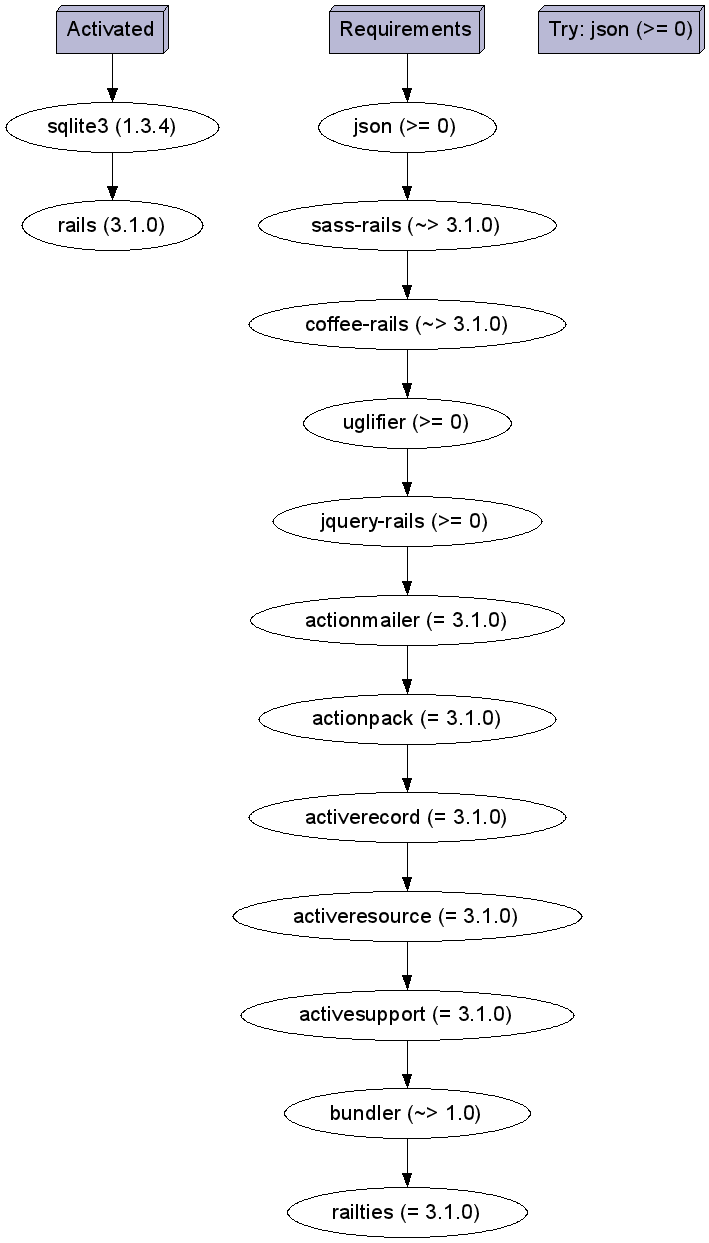 Activated
sqlite3 (1.3.4)
rails (3.1.0)
Requirements
json (>= 0)
sass-rails (~> 3.1.0)
coffee-rails (~> 3.1.0)
uglifier (>= 0)
jquery-rails (>= 0)
actionmailer (= 3.1.0)
actionpack (= 3.1.0)
activerecord (= 3.1.0)
activeresource (= 3.1.0)
activesupport (= 3.1.0)
bundler (~> 1.0)
railties (= 3.1.0)
Try: json (>= 0)